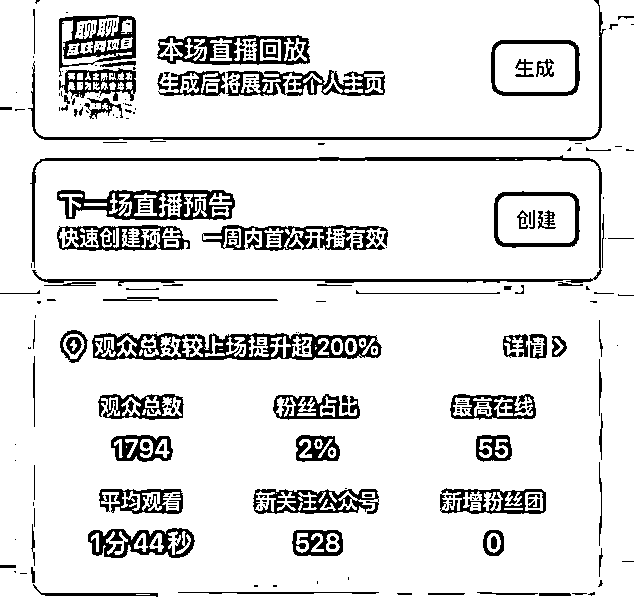 聊聊
互联网项目
本场直播回放
生成后将展示在个人主页
生成
下一场直播预告
快速创建预告，一周内首次开播有效
创建
观众总数较上场提升超200%
详情
观众总数 粉丝占比 最高在线
1794 2% 55
平均观看 新关注公众号 新增粉丝团
1分44秒 528 0